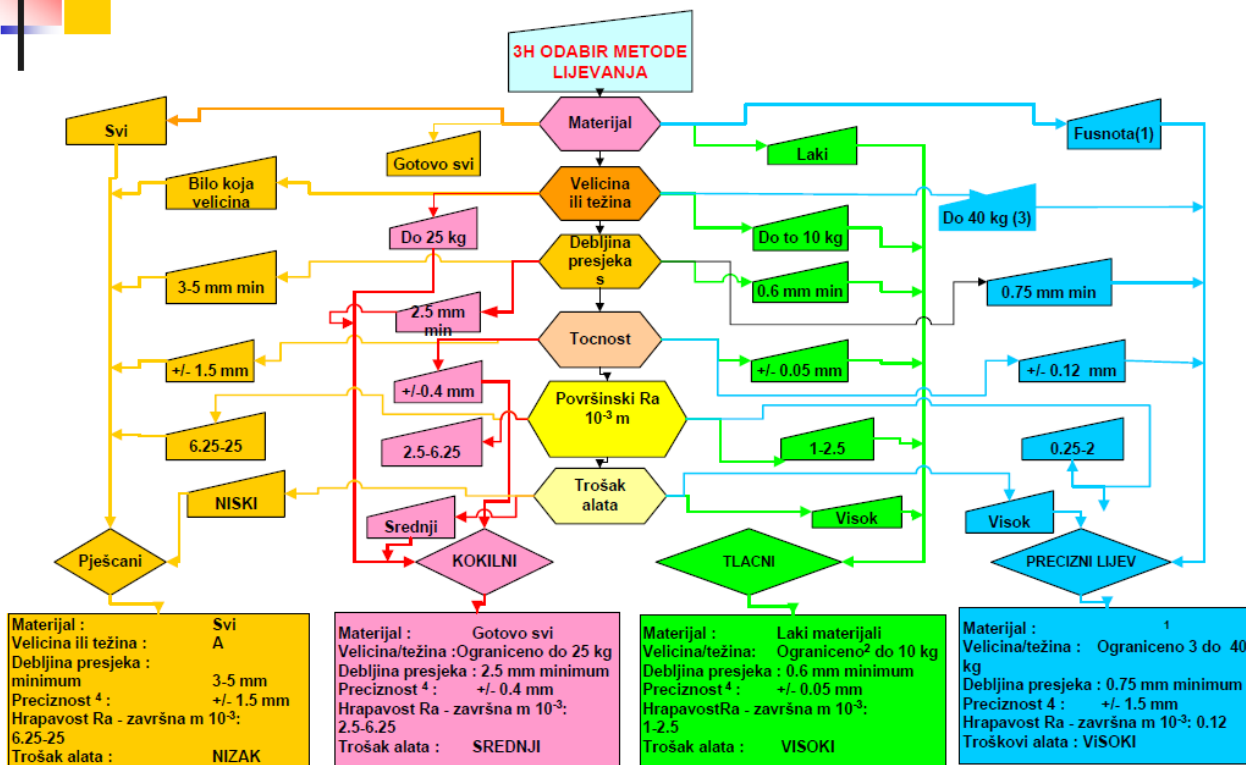 3H ODABIR METODE
LIJEVANJA
Materijal
Svi
Gotovo svi
Laki
Fusnota(1)
Velicina
ili težina
Bilo koja
velicina
Do 25 kg
Do to 10 kg
Do 40 kg (3)
Debljina
presjeka
s
3-5 mm min
2.5 mm
min
0.6 mm min
0.75 mm min
Tocnost
+/- 1.5 mm
+/-0.4 mm
+/- 0.05 mm
+/- 0.12 mm
Površinski Ra
10⁻³ m
6.25-25
2.5-6.25
1-2.5
0.25-2
Trošak
alata
NISKI
Srednji
Visok
Visok
Pješcani
KOKILNI
TLACNI
PRECIZNI LIJEV
Materijal : Svi
Velicina ili težina : A
Debljina presjeka :
minimum 3-5 mm
Preciznost ⁴ : +/- 1.5 mm
Hrapavost Ra - završna m 10⁻³:
6.25-25
Trošak alata : NIZAK
Materijal : Gotovo svi
Velicina/težina :Ograniceno do 25 kg
Debljina presjeka : 2.5 mm minimum
Preciznost ⁴ : +/- 0.4 mm
Hrapavost Ra - završna m 10⁻³:
2.5-6.25
Trošak alata : SREDNJI
Materijal : Laki materijali
Velicina/težina: Ograniceno² do 10 kg
Debljina presjeka : 0.6 mm minimum
Preciznost ⁴ : +/- 0.05 mm
HrapavostRa - završna m 10⁻³:
1-2.5
Trošak alata : VISOKI
Materijal : ¹
Velicina/težina : Ograniceno 3 do 40
kg
Debljina presjeka : 0.75 mm minimum
Preciznost 4 : +/- 1.5 mm
Hrapavost Ra - završna m 10⁻³: 0.12
Troškovi alata : ViSOKI